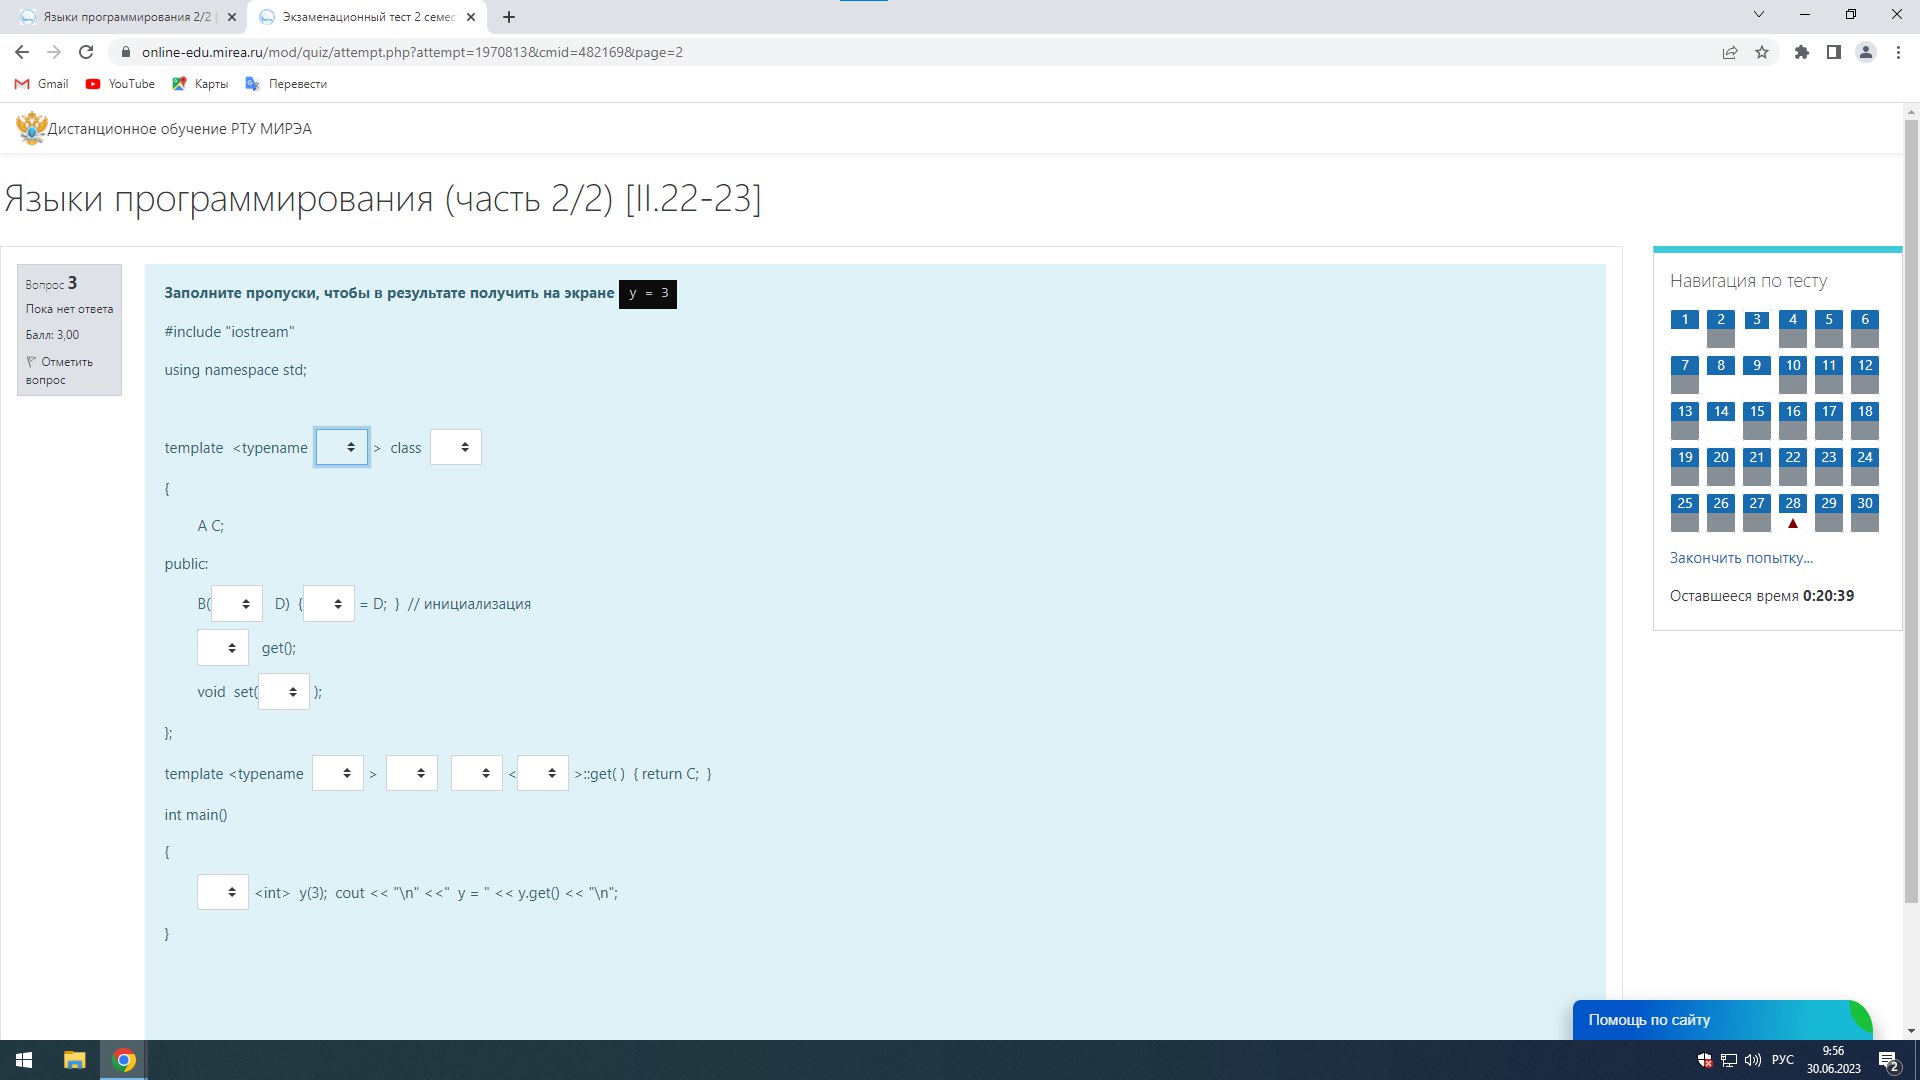 Языки программирования 2/2 [
Экзаменационный тест 2 семес
online-edu.mirea.ru/mod/quiz/attempt.php?attempt=1970813&cmid=482169&page=2
Gmail
YouTube
Карты
Перевести
Дистанционное обучение РТУ МИРЭА
Языки программирования (часть 2/2) [II.22-23]
Вопрос 3
Пока нет ответа
Балл: 3,00
Отметить
вопрос
Заполните пропуски, чтобы в результате получить на экране y = 3
#include "iostream"
using namespace std;
template <typename > class
{
A C;
public:
B( D) { = D; } // инициализация
get();
void set( );
};
template <typename > < >::get( ) { return C; }
int main()
{
<int> y(3); cout << "\n" <<" y = " << y.get() << "\n";
}
Навигация по тесту
1 2 3 4 5 6
7 8 9 10 11 12
13 14 15 16 17 18
19 20 21 22 23 24
25 26 27 28 29 30
Закончить попытку...
Оставшееся время 0:20:39
Помощь по сайту
РУС
9:56
30.06.2023
2